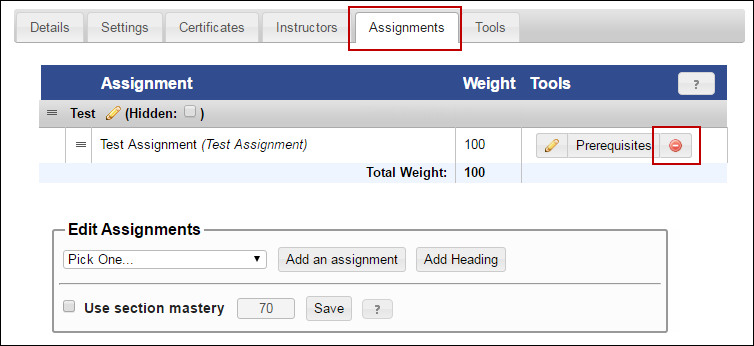 Details Settings Certificates Instructors Assignments Tools
Assignment Weight Tools ?
Test (Hidden: )
Test Assignment (Test Assignment) 100 Prerequisites
Total Weight: 100
Edit Assignments
Pick One... Add an assignment Add Heading
Use section mastery 70 Save ?